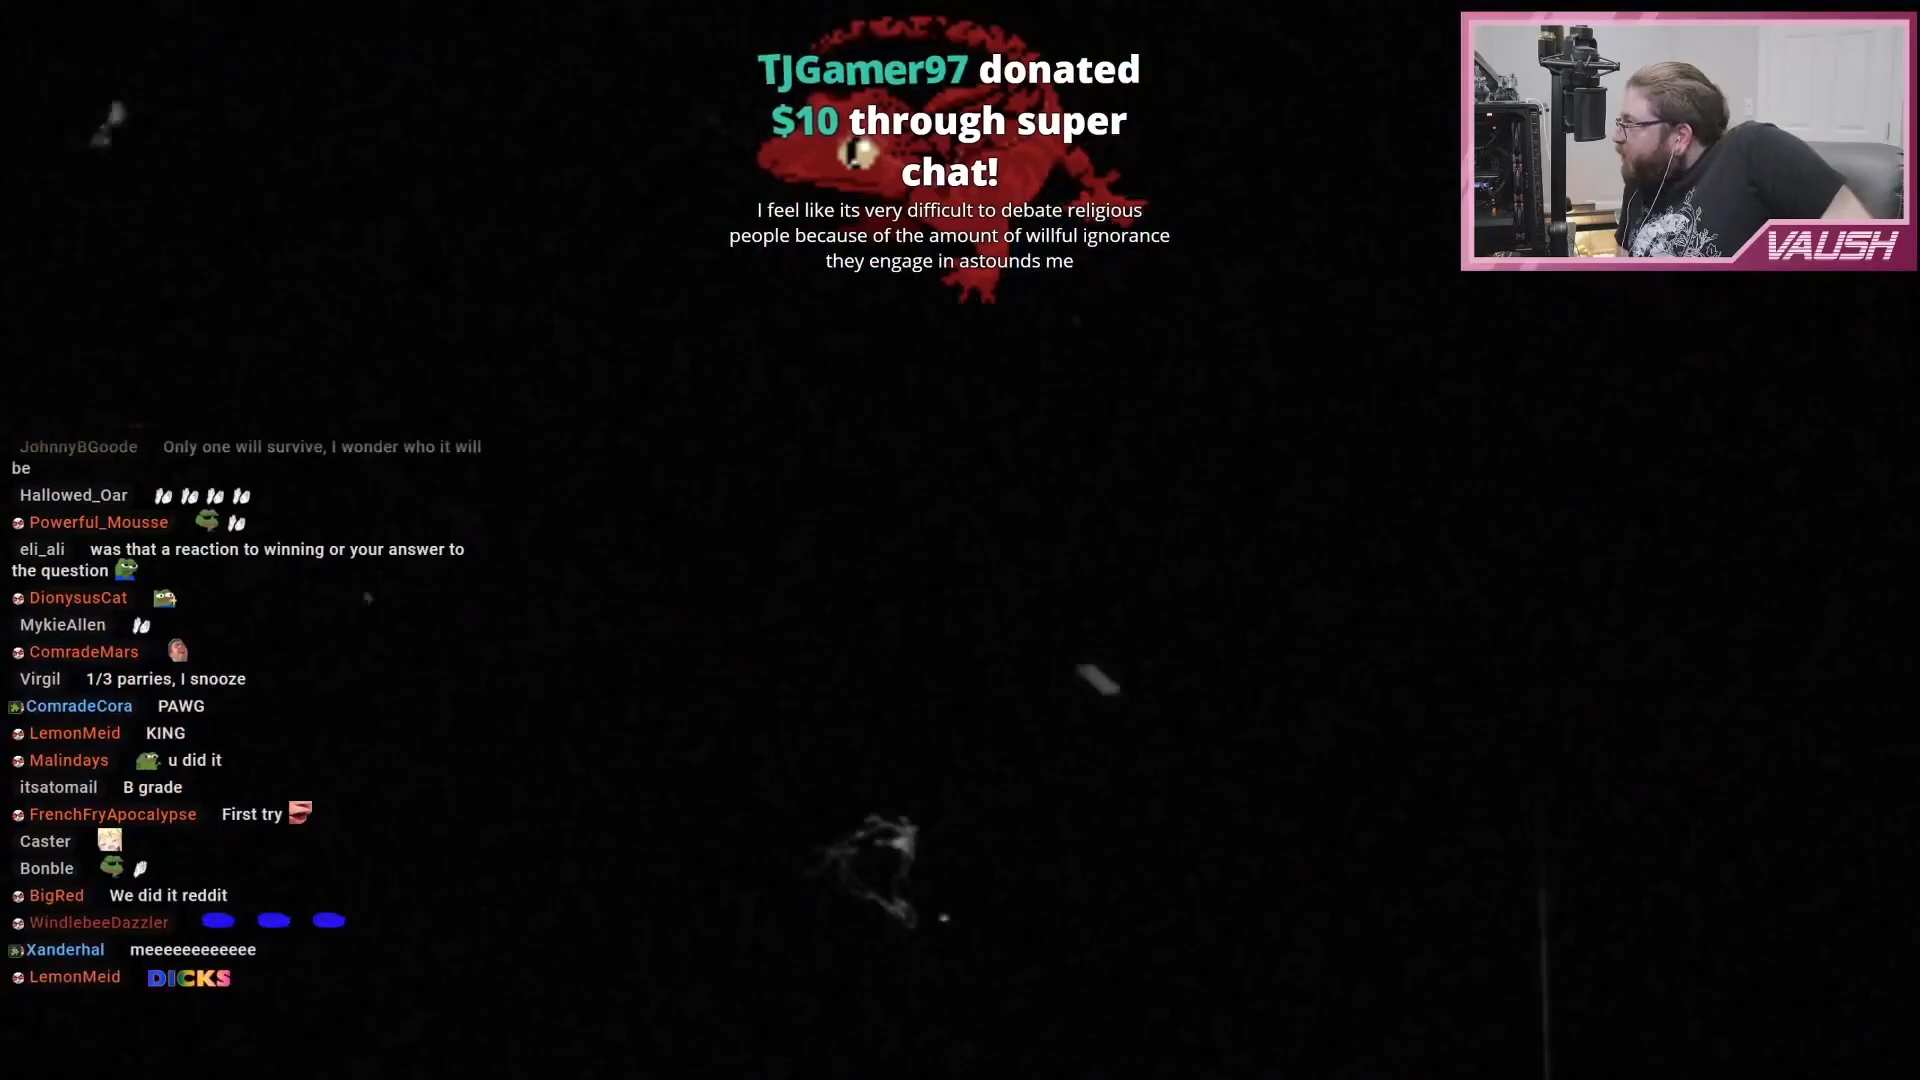 TJGamer97 donated
$10 through super
chat!
I feel like its very difficult to debate religious
people because of the amount of willful ignorance
they engage in astounds me
VAUSH
JohnnyBGoode Only one will survive, I wonder who it will
be
Hallowed_Oar
Powerful_Mousse
eli_ali was that a reaction to winning or your answer to
the question
DionysusCat
MykieAllen
ComradeMars
Virgil 1/3 parries, I snooze
ComradeCora PAWG
LemonMeid KING
Malindays u did it
itsatomail B grade
FrenchFryApocalypse First try
Caster
Bonble
BigRed We did it reddit
WindlebeeDazzler
Xanderhal meeeeeeeeeeee
LemonMeid DICKS